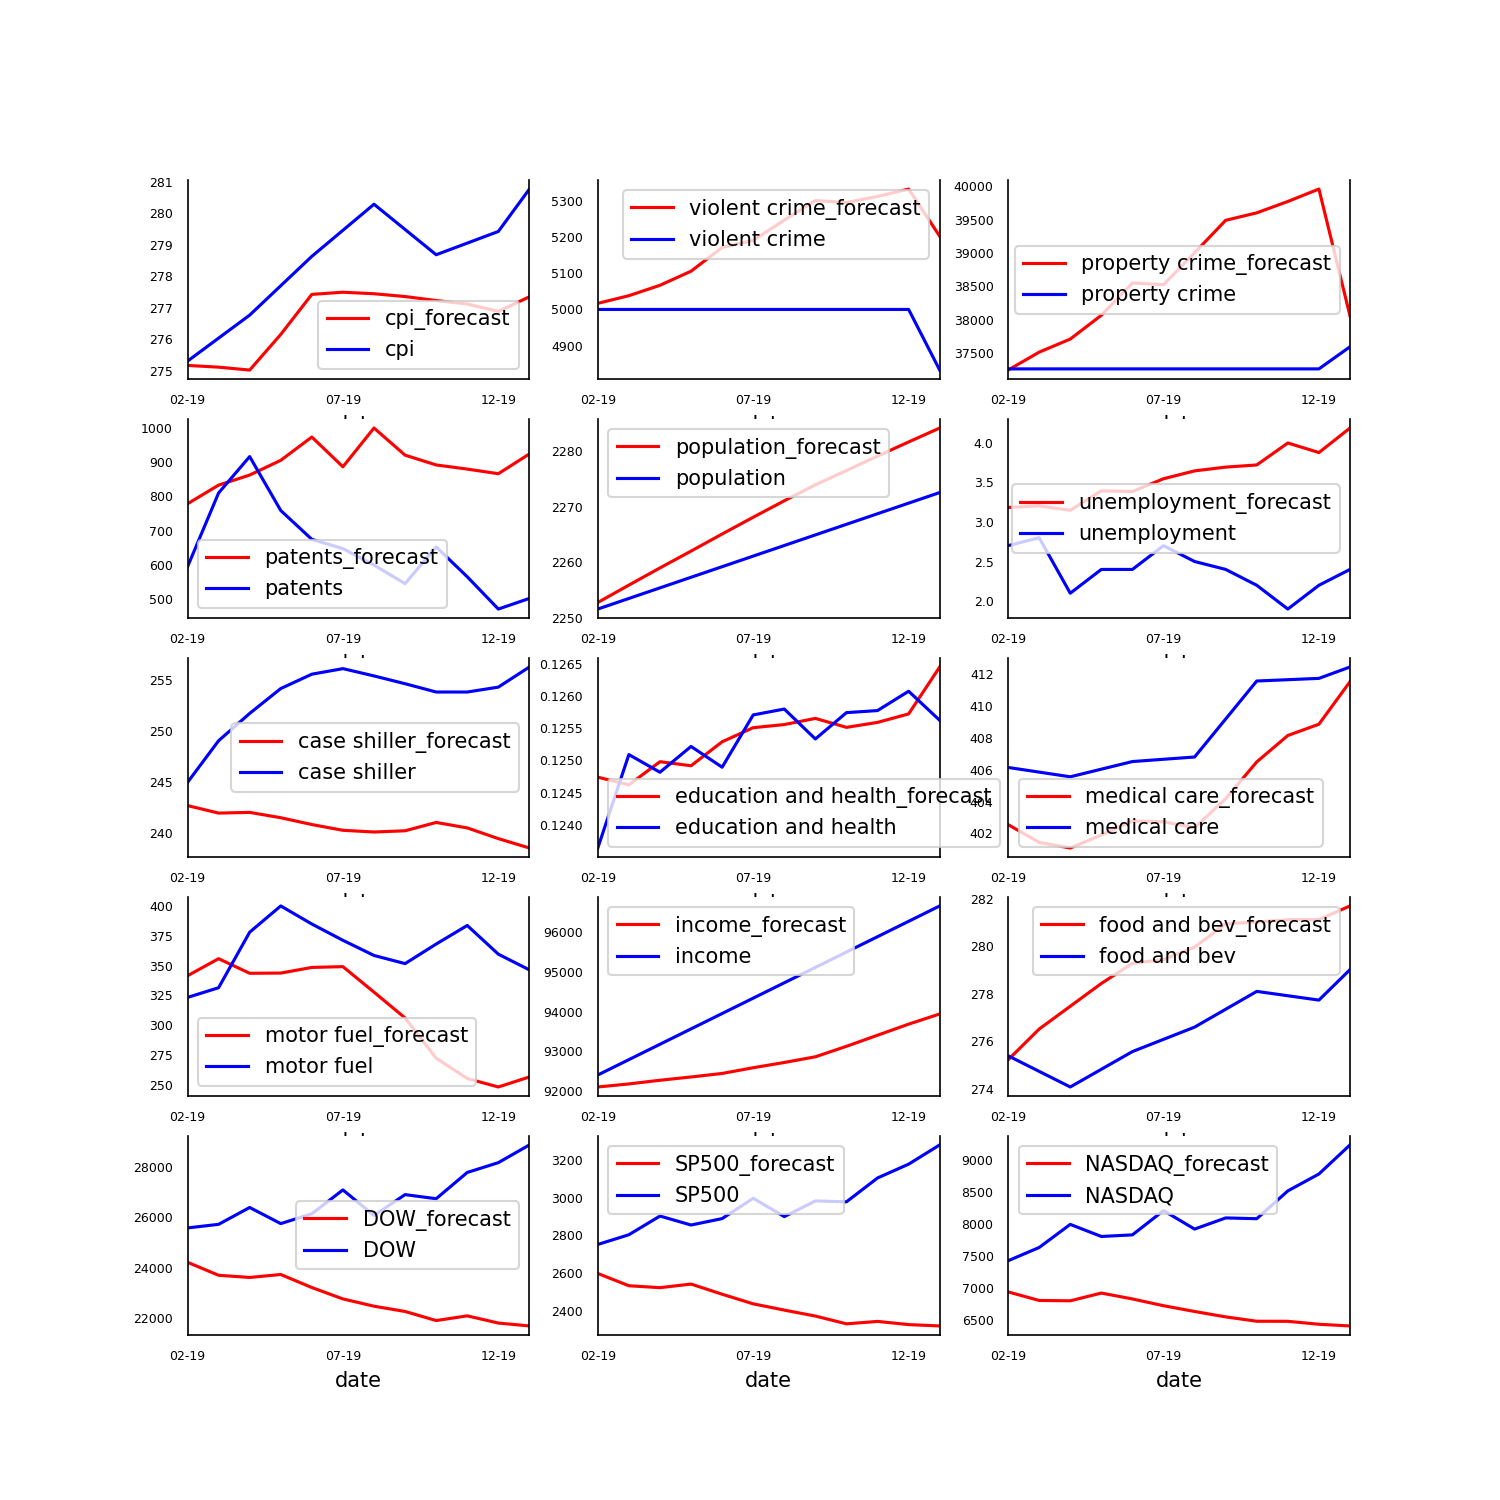 281
280
279
278
277
276
275
cpi_forecast
cpi
02-19 07-19 12-19
5300
5200
5100
5000
4900
violent crime_forecast
violent crime
02-19 07-19 12-19
40000
39500
39000
38500
38000
37500
property crime_forecast
property crime
02-19 07-19 12-19
1000
900
800
700
600
500
patents_forecast
patents
02-19 07-19 12-19
2280
2270
2260
2250
population_forecast
population
02-19 07-19 12-19
4.0
3.5
3.0
2.5
2.0
unemployment_forecast
unemployment
02-19 07-19 12-19
255
250
245
240
case shiller_forecast
case shiller
02-19 07-19 12-19
0.1265
0.1260
0.1255
0.1250
0.1245
0.1240
education and health_forecast
education and health
02-19 07-19 12-19
412
410
408
406
404
402
medical care_forecast
medical care
02-19 07-19 12-19
400
375
350
325
300
275
250
motor fuel_forecast
motor fuel
02-19 07-19 12-19
96000
95000
94000
93000
92000
income_forecast
income
02-19 07-19 12-19
282
280
278
276
274
food and bev_forecast
food and bev
02-19 07-19 12-19
28000
26000
24000
22000
DOW_forecast
DOW
02-19 07-19 12-19
date
3200
3000
2800
2600
2400
SP500_forecast
SP500
02-19 07-19 12-19
date
9000
8500
8000
7500
7000
6500
NASDAQ_forecast
NASDAQ
02-19 07-19 12-19
date